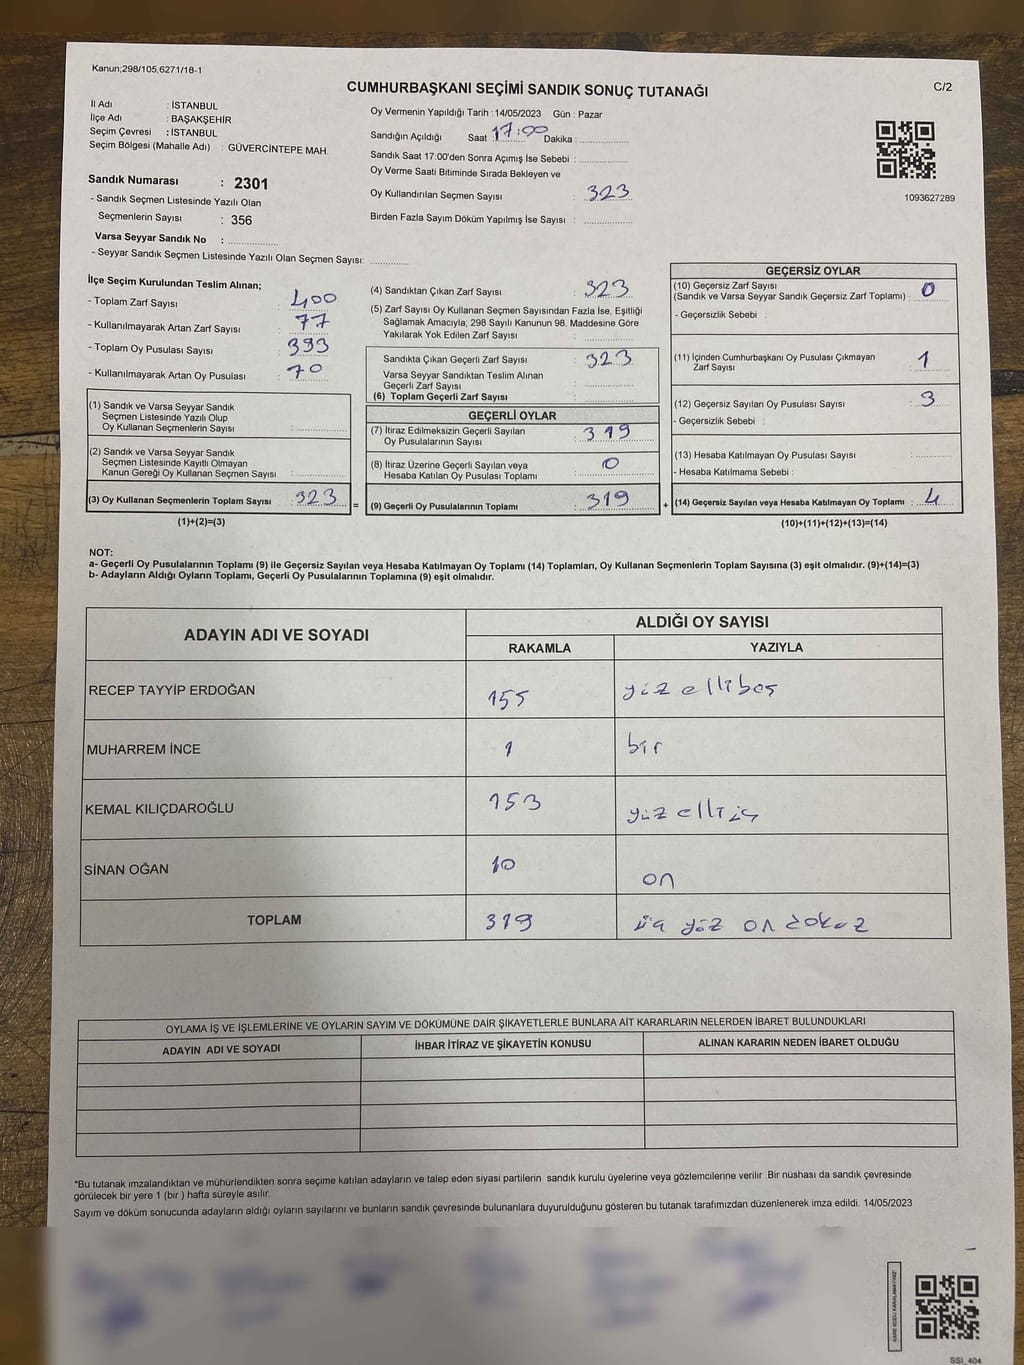 Kanun;298/105,6271/18-1
CUMHURBAŞKANI SEÇİMİ SANDIK SONUÇ TUTANAĞI
C/2
İl Adı : İSTANBUL
İlçe Adı : BAŞAKŞEHİR
Seçim Çevresi : İSTANBUL
Seçim Bölgesi (Mahalle Adı) : GÜVERCİNTEPE MAH.
Sandık Numarası : 2301
- Sandık Seçmen Listesinde Yazılı Olan
Seçmenlerin Sayısı : 356
Varsa Seyyar Sandık No :
- Seyyar Sandık Seçmen Listesinde Yazılı Olan Seçmen Sayısı:
Oy Vermenin Yapıldığı Tarih : 14/05/2023 Gün : Pazar
Sandığın Açıldığı Saat 17:00 Dakika :
Sandık Saat 17:00'den Sonra Açımış İse Sebebi :
Oy Verme Saati Bitiminde Sırada Bekleyen ve
Oy Kullandırılan Seçmen Sayısı : 323
Birden Fazla Sayım Döküm Yapılmış İse Sayısı :
1093627289
İlçe Seçim Kurulundan Teslim Alınan;
- Toplam Zarf Sayısı : 400
- Kullanılmayarak Artan Zarf Sayısı : 77
- Toplam Oy Pusulası Sayısı : 393
- Kullanılmayarak Artan Oy Pusulası : 70
(1) Sandık ve Varsa Seyyar Sandık
Seçmen Listesinde Yazılı Olup
Oy Kullanan Seçmenlerin Sayısı :
(2) Sandık ve Varsa Seyyar Sandık
Seçmen Listesinde Kayıtlı Olmayan
Kanun Gereği Oy Kullanan Seçmen Sayısı :
(3) Oy Kullanan Seçmenlerin Toplam Sayısı : 323
(1)+(2)=(3)
=
(4) Sandıktan Çıkan Zarf Sayısı : 323
(5) Zarf Sayısı Oy Kullanan Seçmen Sayısından Fazla İse, Eşitliği
Sağlamak Amacıyla; 298 Sayılı Kanunun 98. Maddesine Göre
Yakılarak Yok Edilen Zarf Sayısı :
Sandıkta Çıkan Geçerli Zarf Sayısı : 323
Varsa Seyyar Sandıktan Teslim Alınan
Geçerli Zarf Sayısı :
(6) Toplam Geçerli Zarf Sayısı :
GEÇERLİ OYLAR
(7) İtiraz Edilmeksizin Geçerli Sayılan
Oy Pusulalarının Sayısı : 319
(8) İtiraz Üzerine Geçerli Sayılan veya
Hesaba Katılan Oy Pusulası Toplamı : 0
(9) Geçerli Oy Pusulalarının Toplamı : 319
+
GEÇERSİZ OYLAR
(10) Geçersiz Zarf Sayısı
(Sandık ve Varsa Seyyar Sandık Geçersiz Zarf Toplamı) : 0
- Geçersizlik Sebebi :
(11) İçinden Cumhurbaşkanı Oy Pusulası Çıkmayan
Zarf Sayısı : 1
(12) Geçersiz Sayılan Oy Pusulası Sayısı : 3
- Geçersizlik Sebebi :
(13) Hesaba Katılmayan Oy Pusulası Sayısı :
- Hesaba Katılmama Sebebi :
(14) Geçersiz Sayılan veya Hesaba Katılmayan Oy Toplamı : 4
(10)+(11)+(12)+(13)=(14)
NOT:
a- Geçerli Oy Pusulalarının Toplamı (9) ile Geçersiz Sayılan veya Hesaba Katılmayan Oy Toplamı (14) Toplamları, Oy Kullanan Seçmenlerin Toplam Sayısına (3) eşit olmalıdır. (9)+(14)=(3)
b- Adayların Aldığı Oyların Toplamı, Geçerli Oy Pusulalarının Toplamına (9) eşit olmalıdır.
ADAYIN ADI VE SOYADI
ALDIĞI OY SAYISI
RAKAMLA YAZIYLA
RECEP TAYYİP ERDOĞAN 155 yüz ellibeş
MUHARREM İNCE 1 bir
KEMAL KILIÇDAROĞLU 153 yüz elli üç
SİNAN OĞAN 10 on
TOPLAM 319 üç yüz on dokuz
OYLAMA İŞ VE İŞLEMLERİNE VE OYLARIN SAYIM VE DÖKÜMÜNE DAİR ŞİKAYETLERLE BUNLARA AİT KARARLARIN NELERDEN İBARET BULUNDUKLARI
ADAYIN ADI VE SOYADI İHBAR İTİRAZ VE ŞİKAYETİN KONUSU ALINAN KARARIN NEDEN İBARET OLDUĞU
*Bu tutanak imzalandıktan ve mühürlendikten sonra seçime katılan adayların ve talep eden siyasi partilerin sandık kurulu üyelerine veya gözlemcilerine verilir .Bir nüshası da sandık çevresinde
görülecek bir yere 1 (bir ) hafta süreyle asılır.
Sayım ve döküm sonucunda adayların aldığı oyların sayılarını ve bunların sandık çevresinde bulunanlara duyurulduğunu gösteren bu tutanak tarafımızdan düzenlenerek imza edildi. 14/05/2023
SSI_404